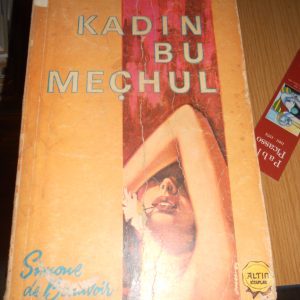 KADIN
BU
MEÇHUL
Simone
de Beauvoir
ALTIN
KİTAPLAR
Pablo
Picasso